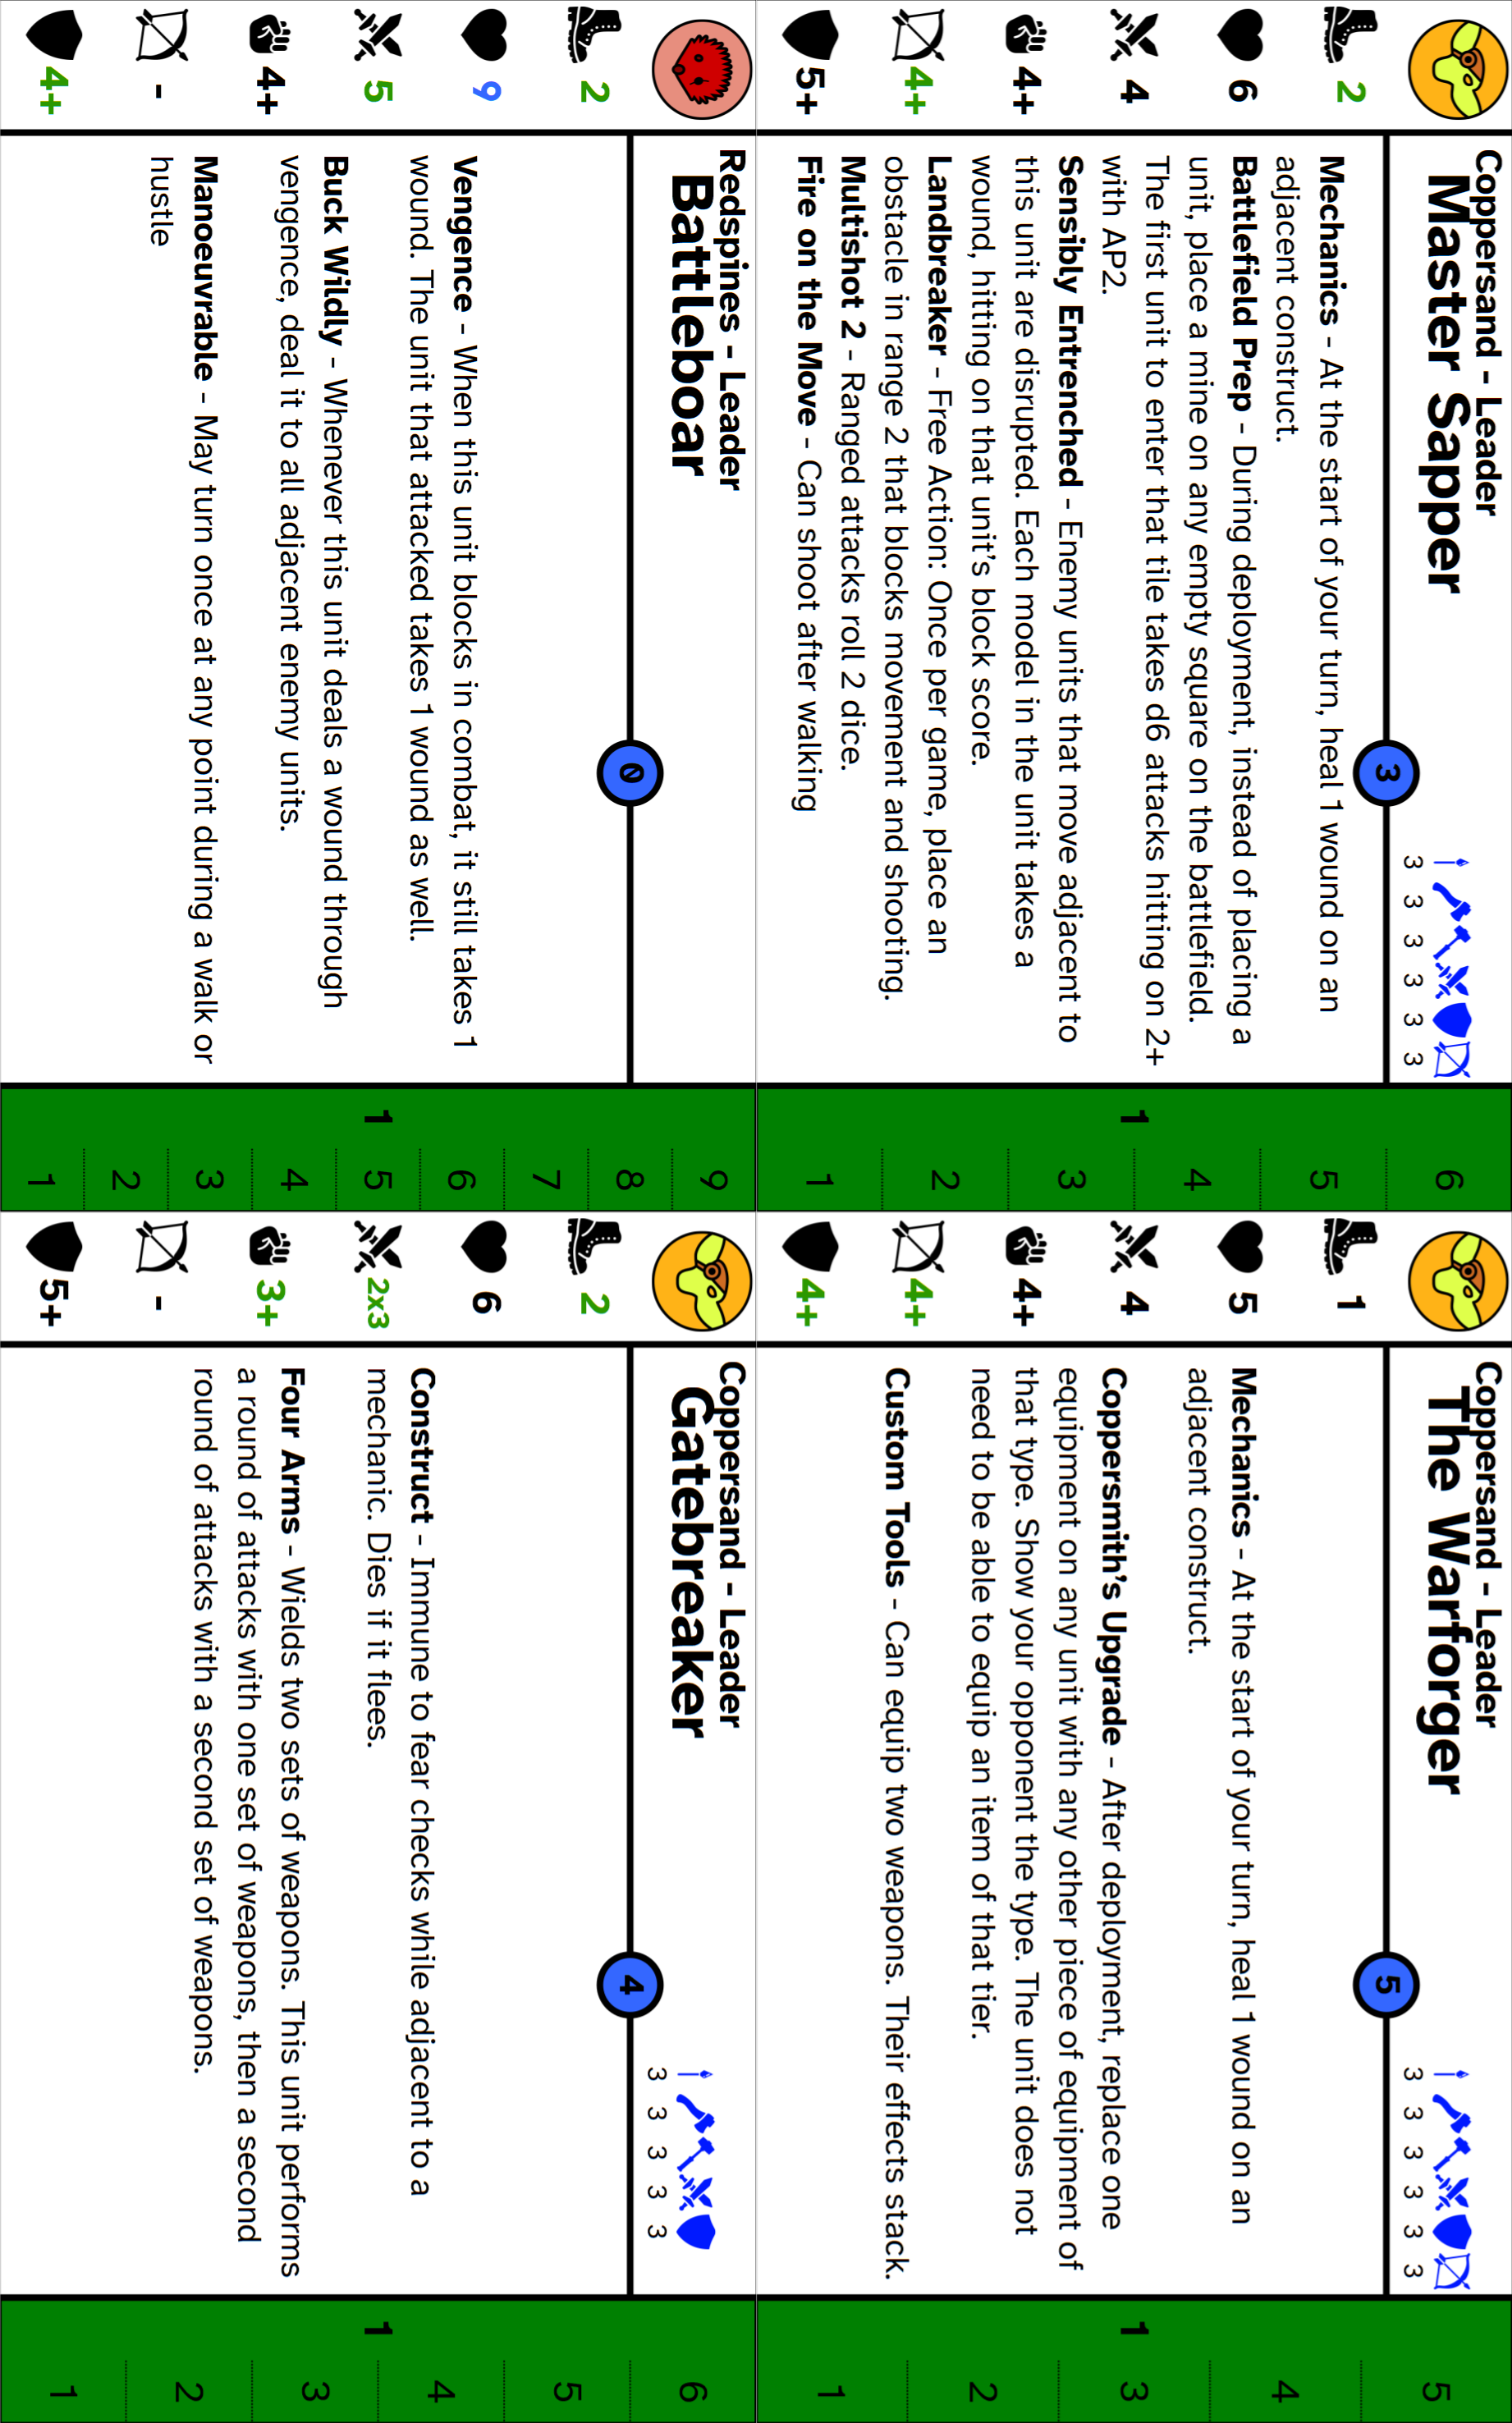 Coppersand - Leader
Master Sapper
3
3 3 3 3 3 3
2
6
4
4+
4+
5+
Mechanics - At the start of your turn, heal 1 wound on an
adjacent construct.
Battlefield Prep - During deployment, instead of placing a
unit, place a mine on any empty square on the battlefield.
The first unit to enter that tile takes d6 attacks hitting on 2+
with AP2.
Sensibly Entrenched - Enemy units that move adjacent to
this unit are disrupted. Each model in the unit takes a
wound, hitting on that unit's block score.
Landbreaker - Free Action: Once per game, place an
obstacle in range 2 that blocks movement and shooting.
Multishot 2 - Ranged attacks roll 2 dice.
Fire on the Move - Can shoot after walking
1
6
5
4
3
2
1
Coppersand - Leader
The Warforger
5
3 3 3 3 3 3
1
5
4
4+
4+
4+
Mechanics - At the start of your turn, heal 1 wound on an
adjacent construct.
Coppersmith’s Upgrade - After deployment, replace one
equipment on any unit with any other piece of equipment of
that type. Show your opponent the type. The unit does not
need to be able to equip an item of that tier.
Custom Tools - Can equip two weapons. Their effects stack.
1
5
4
3
2
1
Redspines - Leader
Battleboar
0
2
9
5
4+
-
4+
Vengence - When this unit blocks in combat, it still takes 1
wound. The unit that attacked takes 1 wound as well.
Buck Wildly - Whenever this unit deals a wound through
vengence, deal it to all adjacent enemy units.
Manoeuvrable - May turn once at any point during a walk or
hustle
1
9
8
7
6
5
4
3
2
1
Coppersand - Leader
Gatebreaker
4
3 3 3 3 3
2
6
2x3
3+
-
5+
Construct - Immune to fear checks while adjacent to a
mechanic. Dies if it flees.
Four Arms - Wields two sets of weapons. This unit performs
a round of attacks with one set of weapons, then a second
round of attacks with a second set of weapons.
1
6
5
4
3
2
1